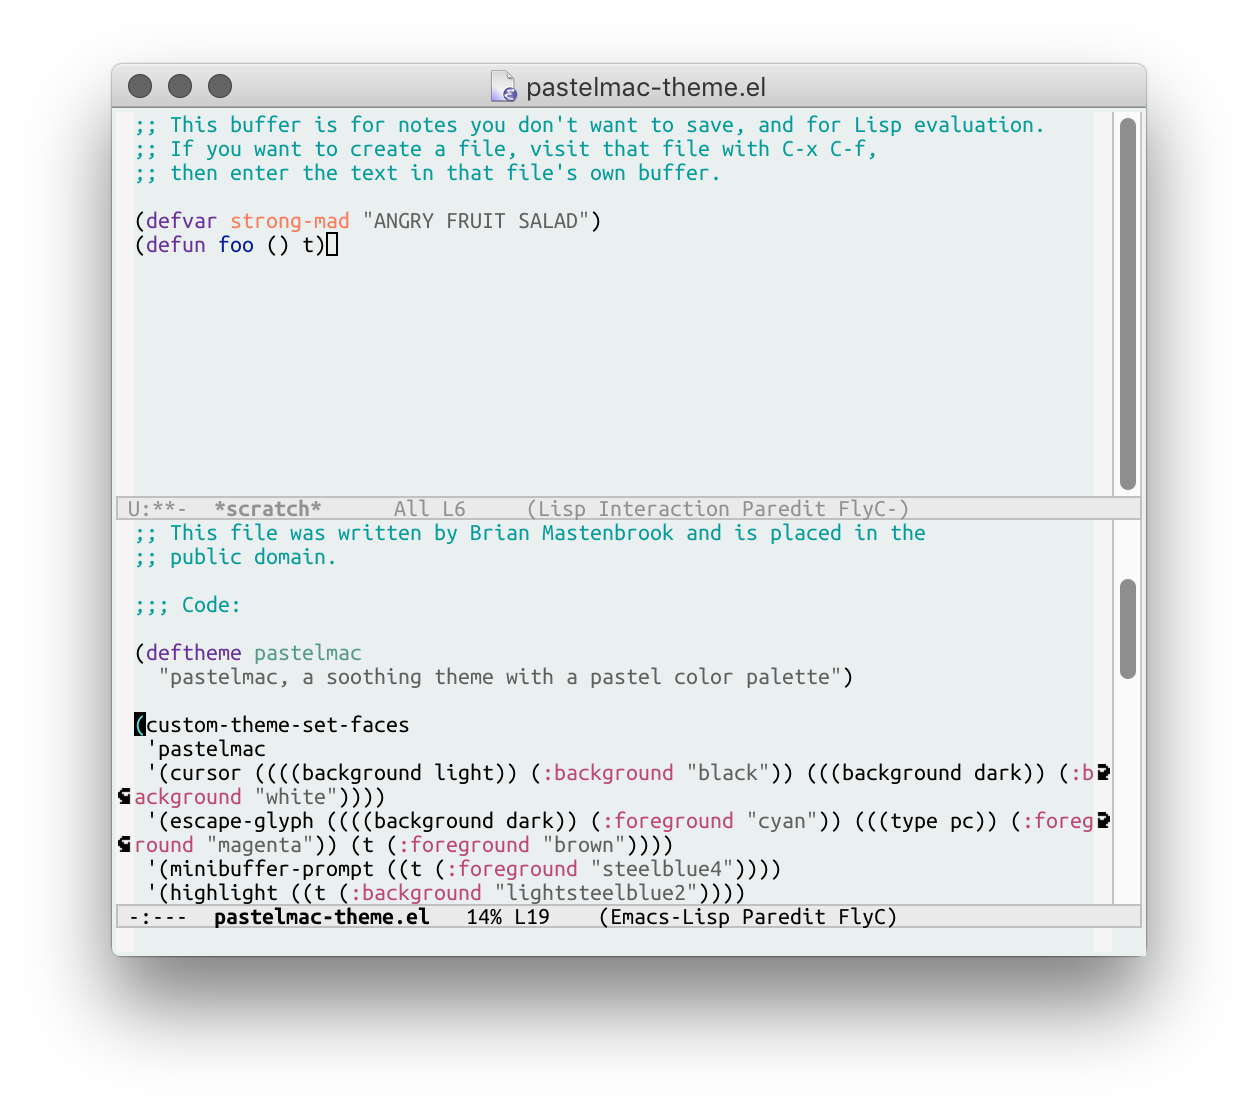 pastelmac-theme.el
;; This buffer is for notes you don't want to save, and for Lisp evaluation.
;; If you want to create a file, visit that file with C-x C-f,
;; then enter the text in that file's own buffer.
(defvar strong-mad "ANGRY FRUIT SALAD")
(defun foo () t)
U:**-  *scratch*      All L6     (Lisp Interaction Paredit FlyC-)
;; This file was written by Brian Mastenbrook and is placed in the
;; public domain.
;;; Code:
(deftheme pastelmac
  "pastelmac, a soothing theme with a pastel color palette")
(custom-theme-set-faces
 'pastelmac
 '(cursor ((((background light)) (:background "black")) (((background dark)) (:b
ackground "white"))))
 '(escape-glyph ((((background dark)) (:foreground "cyan")) (((type pc)) (:foreg
round "magenta")) (t (:foreground "brown"))))
 '(minibuffer-prompt ((t (:foreground "steelblue4"))))
 '(highlight ((t (:background "lightsteelblue2"))))
-:---  pastelmac-theme.el   14% L19    (Emacs-Lisp Paredit FlyC)